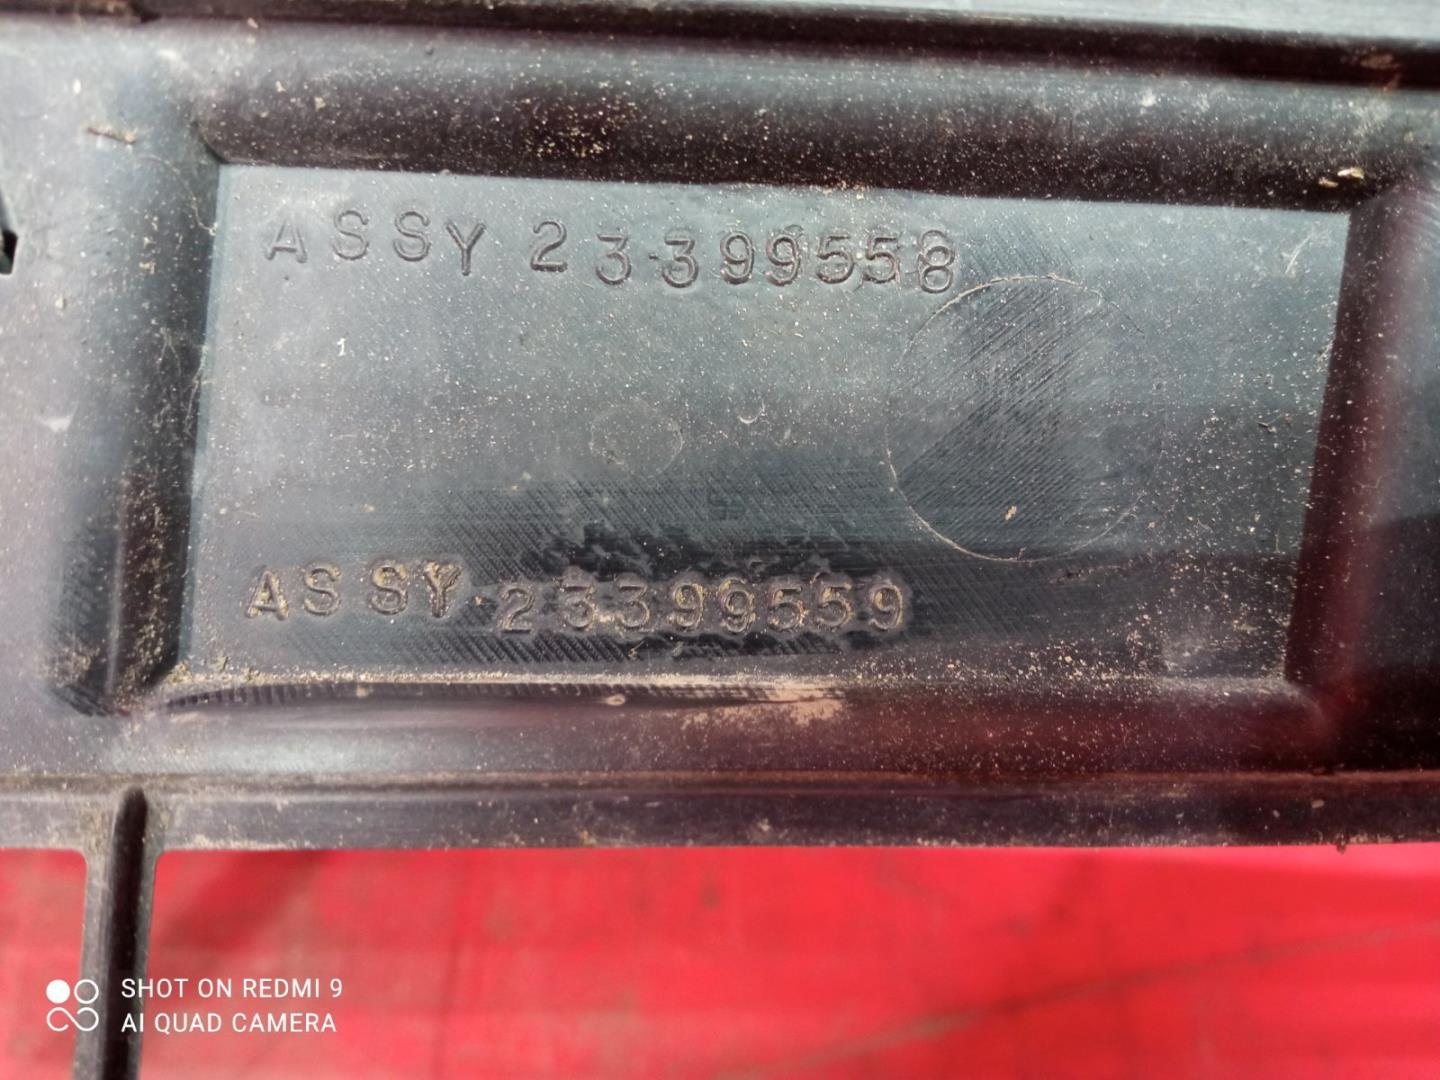 ASSY 23399558
ASSY 23399559
SHOT ON REDMI 9
AI QUAD CAMERA